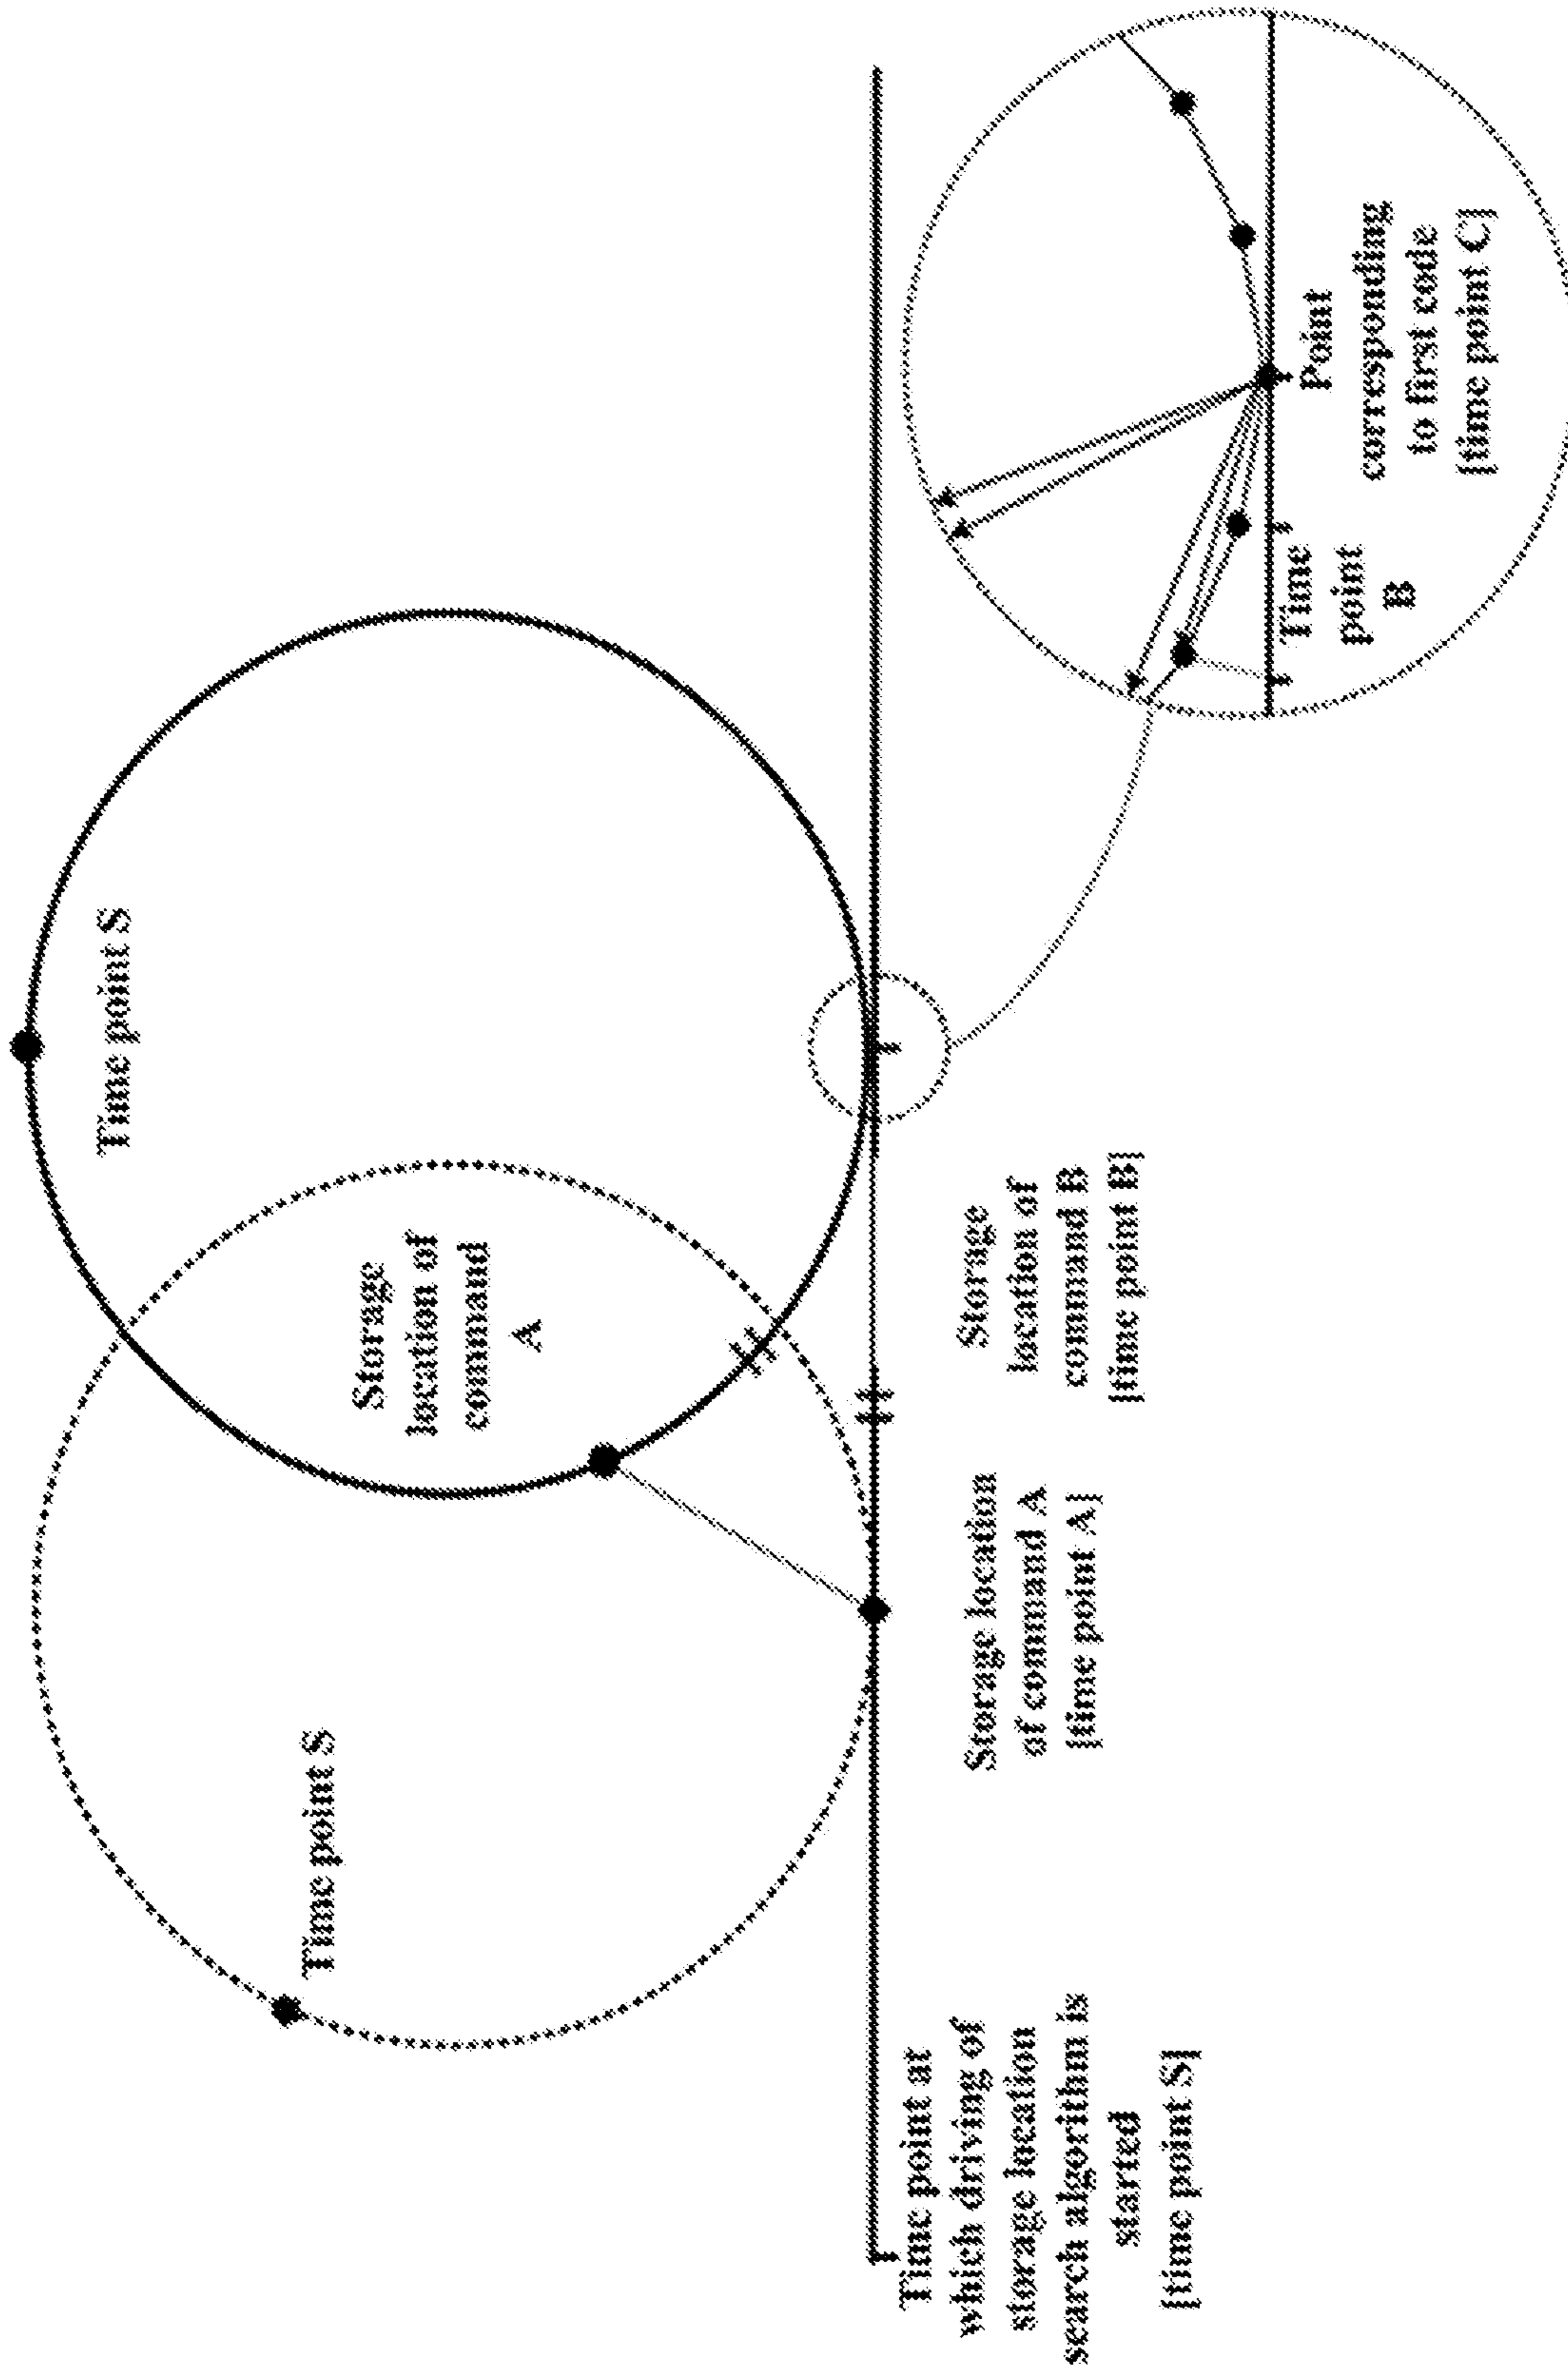 Time point S
Time point S
Storage
location of
command
A
Time point at
which driving of
storage location
search algorithm is
started
[time point S]
Storage location
of command A
[time point A]
Storage
location of
command B
[time point B]
Time
point
B
Point
corresponding
to first code
[time point C]